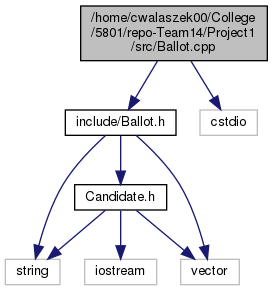 /home/cwalaszek00/College
/5801/repo-Team14/Project1
/src/Ballot.cpp
include/Ballot.h
cstdio
Candidate.h
string
iostream
vector